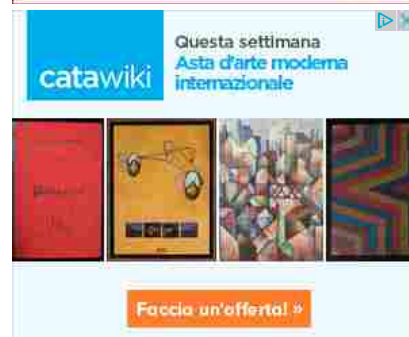 catawiki
Questa settimana
Asta d'arte moderna
internazionale
Faccia un'offerta! »